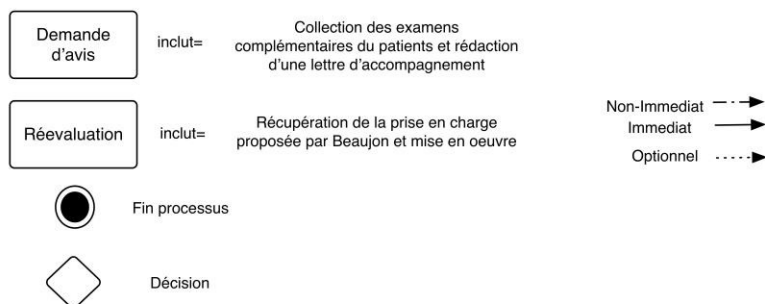 Demande
d'avis
inclut=
Collection des examens
complémentaires du patients et rédaction
d'une lettre d'accompagnement
Réevaluation
inclut=
Récupération de la prise en charge
proposée par Beaujon et mise en oeuvre
Non-Immediat
Immediat
Optionnel
Fin processus
Décision